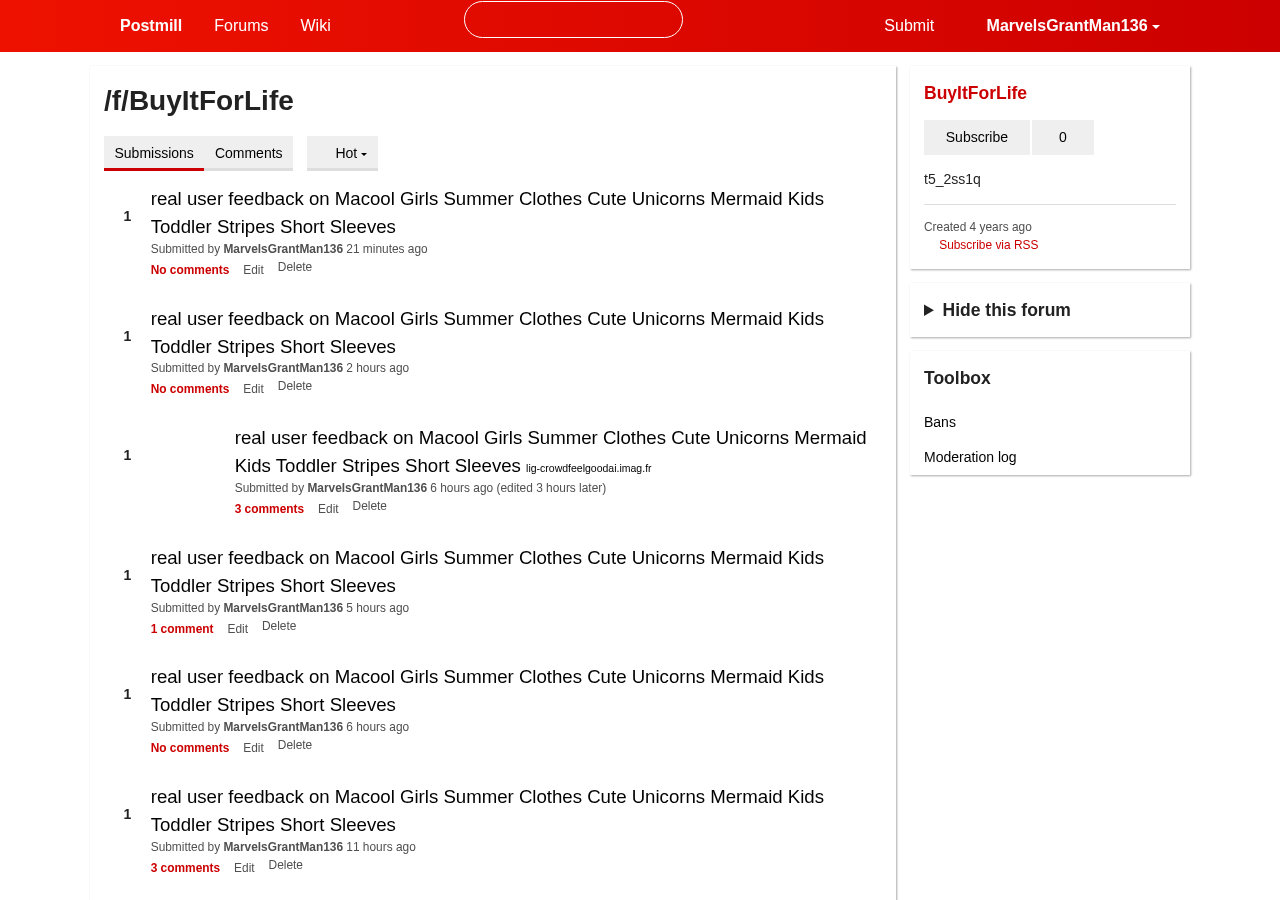 Postmill Forums Wiki Submit MarvelsGrantMan136
/f/BuyItForLife
Submissions Comments Hot
1
real user feedback on Macool Girls Summer Clothes Cute Unicorns Mermaid Kids
Toddler Stripes Short Sleeves
Submitted by MarvelsGrantMan136 21 minutes ago
No comments Edit Delete
1
real user feedback on Macool Girls Summer Clothes Cute Unicorns Mermaid Kids
Toddler Stripes Short Sleeves
Submitted by MarvelsGrantMan136 2 hours ago
No comments Edit Delete
1
real user feedback on Macool Girls Summer Clothes Cute Unicorns Mermaid
Kids Toddler Stripes Short Sleeves lig-crowdfeelgoodai.imag.fr
Submitted by MarvelsGrantMan136 6 hours ago (edited 3 hours later)
3 comments Edit Delete
1
real user feedback on Macool Girls Summer Clothes Cute Unicorns Mermaid Kids
Toddler Stripes Short Sleeves
Submitted by MarvelsGrantMan136 5 hours ago
1 comment Edit Delete
1
real user feedback on Macool Girls Summer Clothes Cute Unicorns Mermaid Kids
Toddler Stripes Short Sleeves
Submitted by MarvelsGrantMan136 6 hours ago
No comments Edit Delete
1
real user feedback on Macool Girls Summer Clothes Cute Unicorns Mermaid Kids
Toddler Stripes Short Sleeves
Submitted by MarvelsGrantMan136 11 hours ago
3 comments Edit Delete
BuyItForLife
Subscribe 0
t5_2ss1q
Created 4 years ago
Subscribe via RSS
Hide this forum
Toolbox
Bans
Moderation log